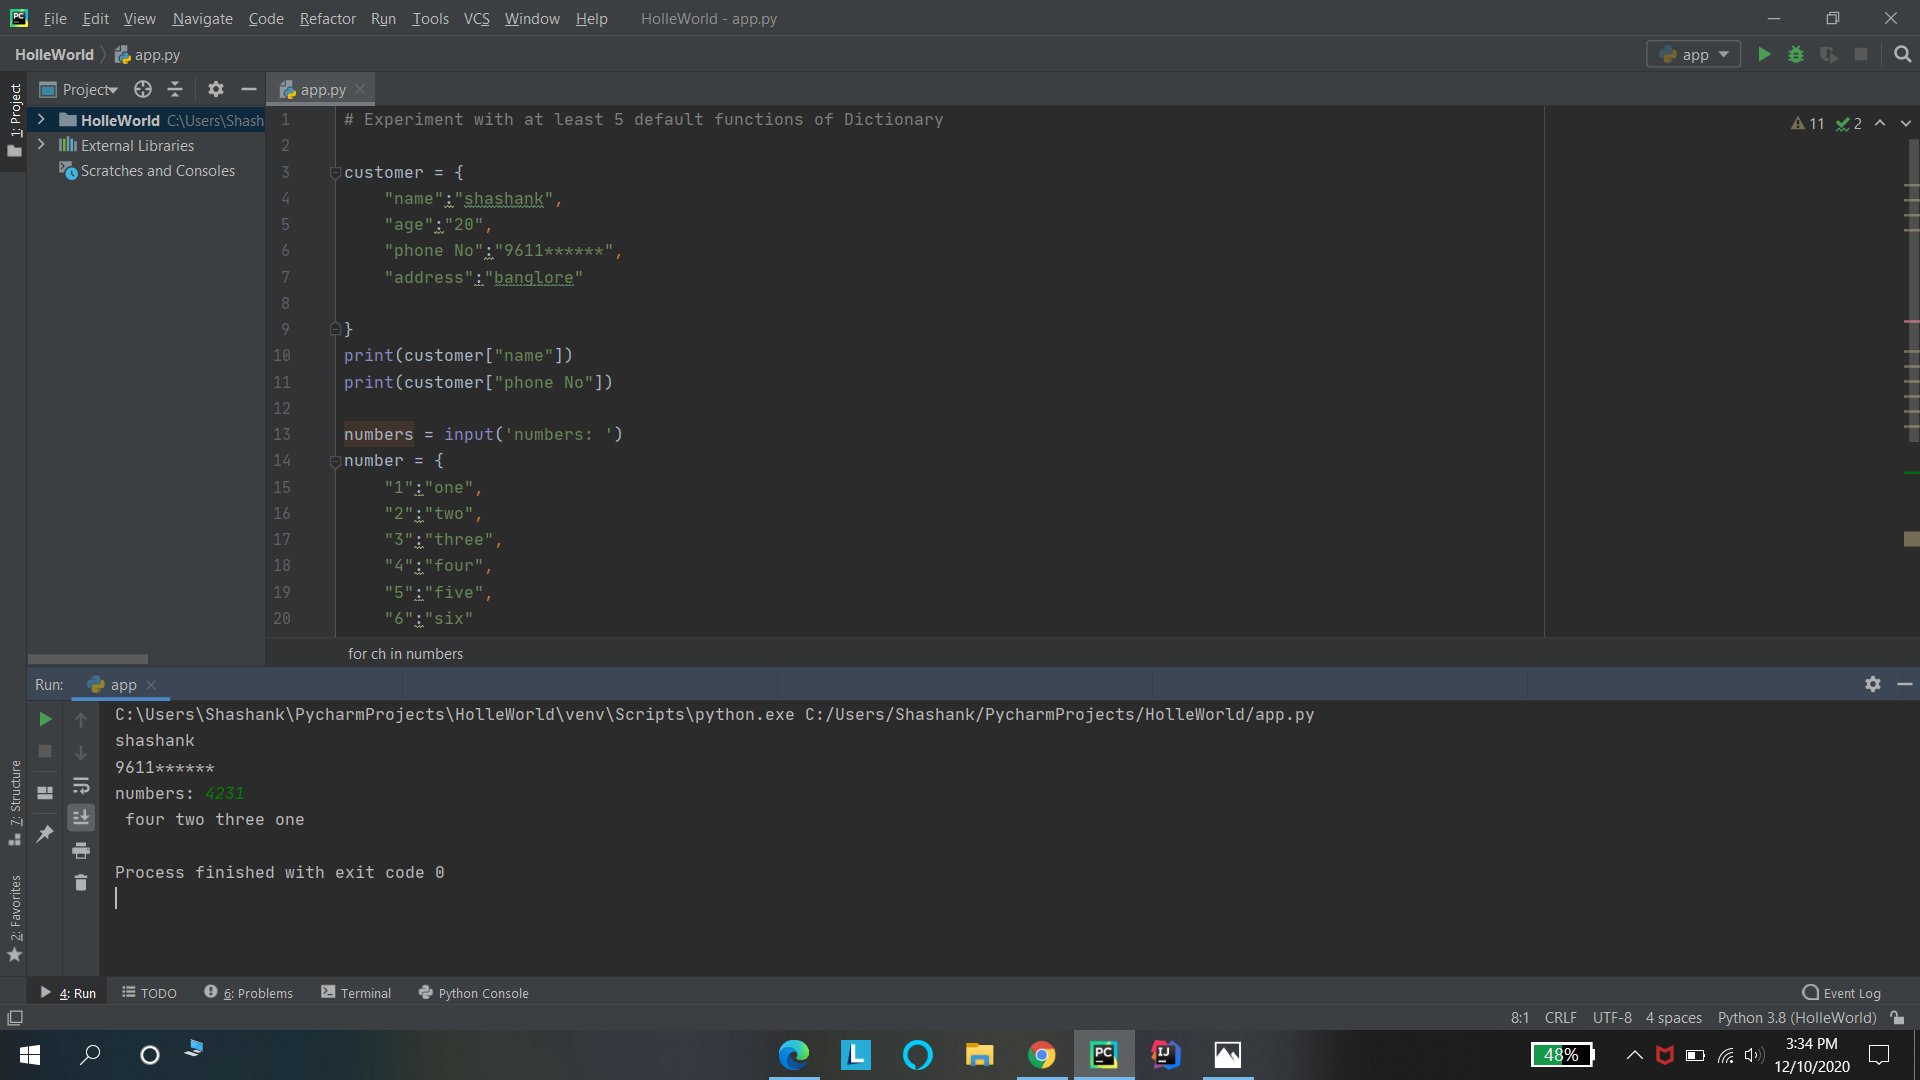 File Edit View Navigate Code Refactor Run Tools VCS Window Help HolleWorld - app.py
HolleWorld app.py app
1: Project
Project
app.py
HolleWorld C:\Users\Shash
External Libraries
Scratches and Consoles
11 2
1 # Experiment with at least 5 default functions of Dictionary
2
3 customer = {
4 "name":"shashank",
5 "age":"20",
6 "phone No":"9611******",
7 "address":"banglore"
8
9 }
10 print(customer["name"])
11 print(customer["phone No"])
12
13 numbers = input('numbers: ')
14 number = {
15 "1":"one",
16 "2":"two",
17 "3":"three",
18 "4":"four",
19 "5":"five",
20 "6":"six"
for ch in numbers
Run: app
C:\Users\Shashank\PycharmProjects\HolleWorld\venv\Scripts\python.exe C:/Users/Shashank/PycharmProjects/HolleWorld/app.py
shashank
9611******
numbers: 4231
four two three one
Process finished with exit code 0
7: Structure
2: Favorites
4: Run TODO 6: Problems Terminal Python Console Event Log
8:1 CRLF UTF-8 4 spaces Python 3.8 (HolleWorld)
L PC IJ 48% 3:34 PM
12/10/2020